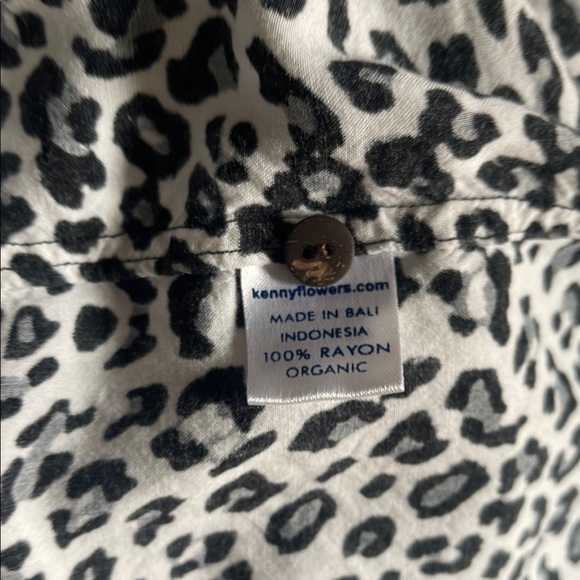 kennyflowers.com
MADE IN BALI
INDONESIA
100% RAYON
ORGANIC